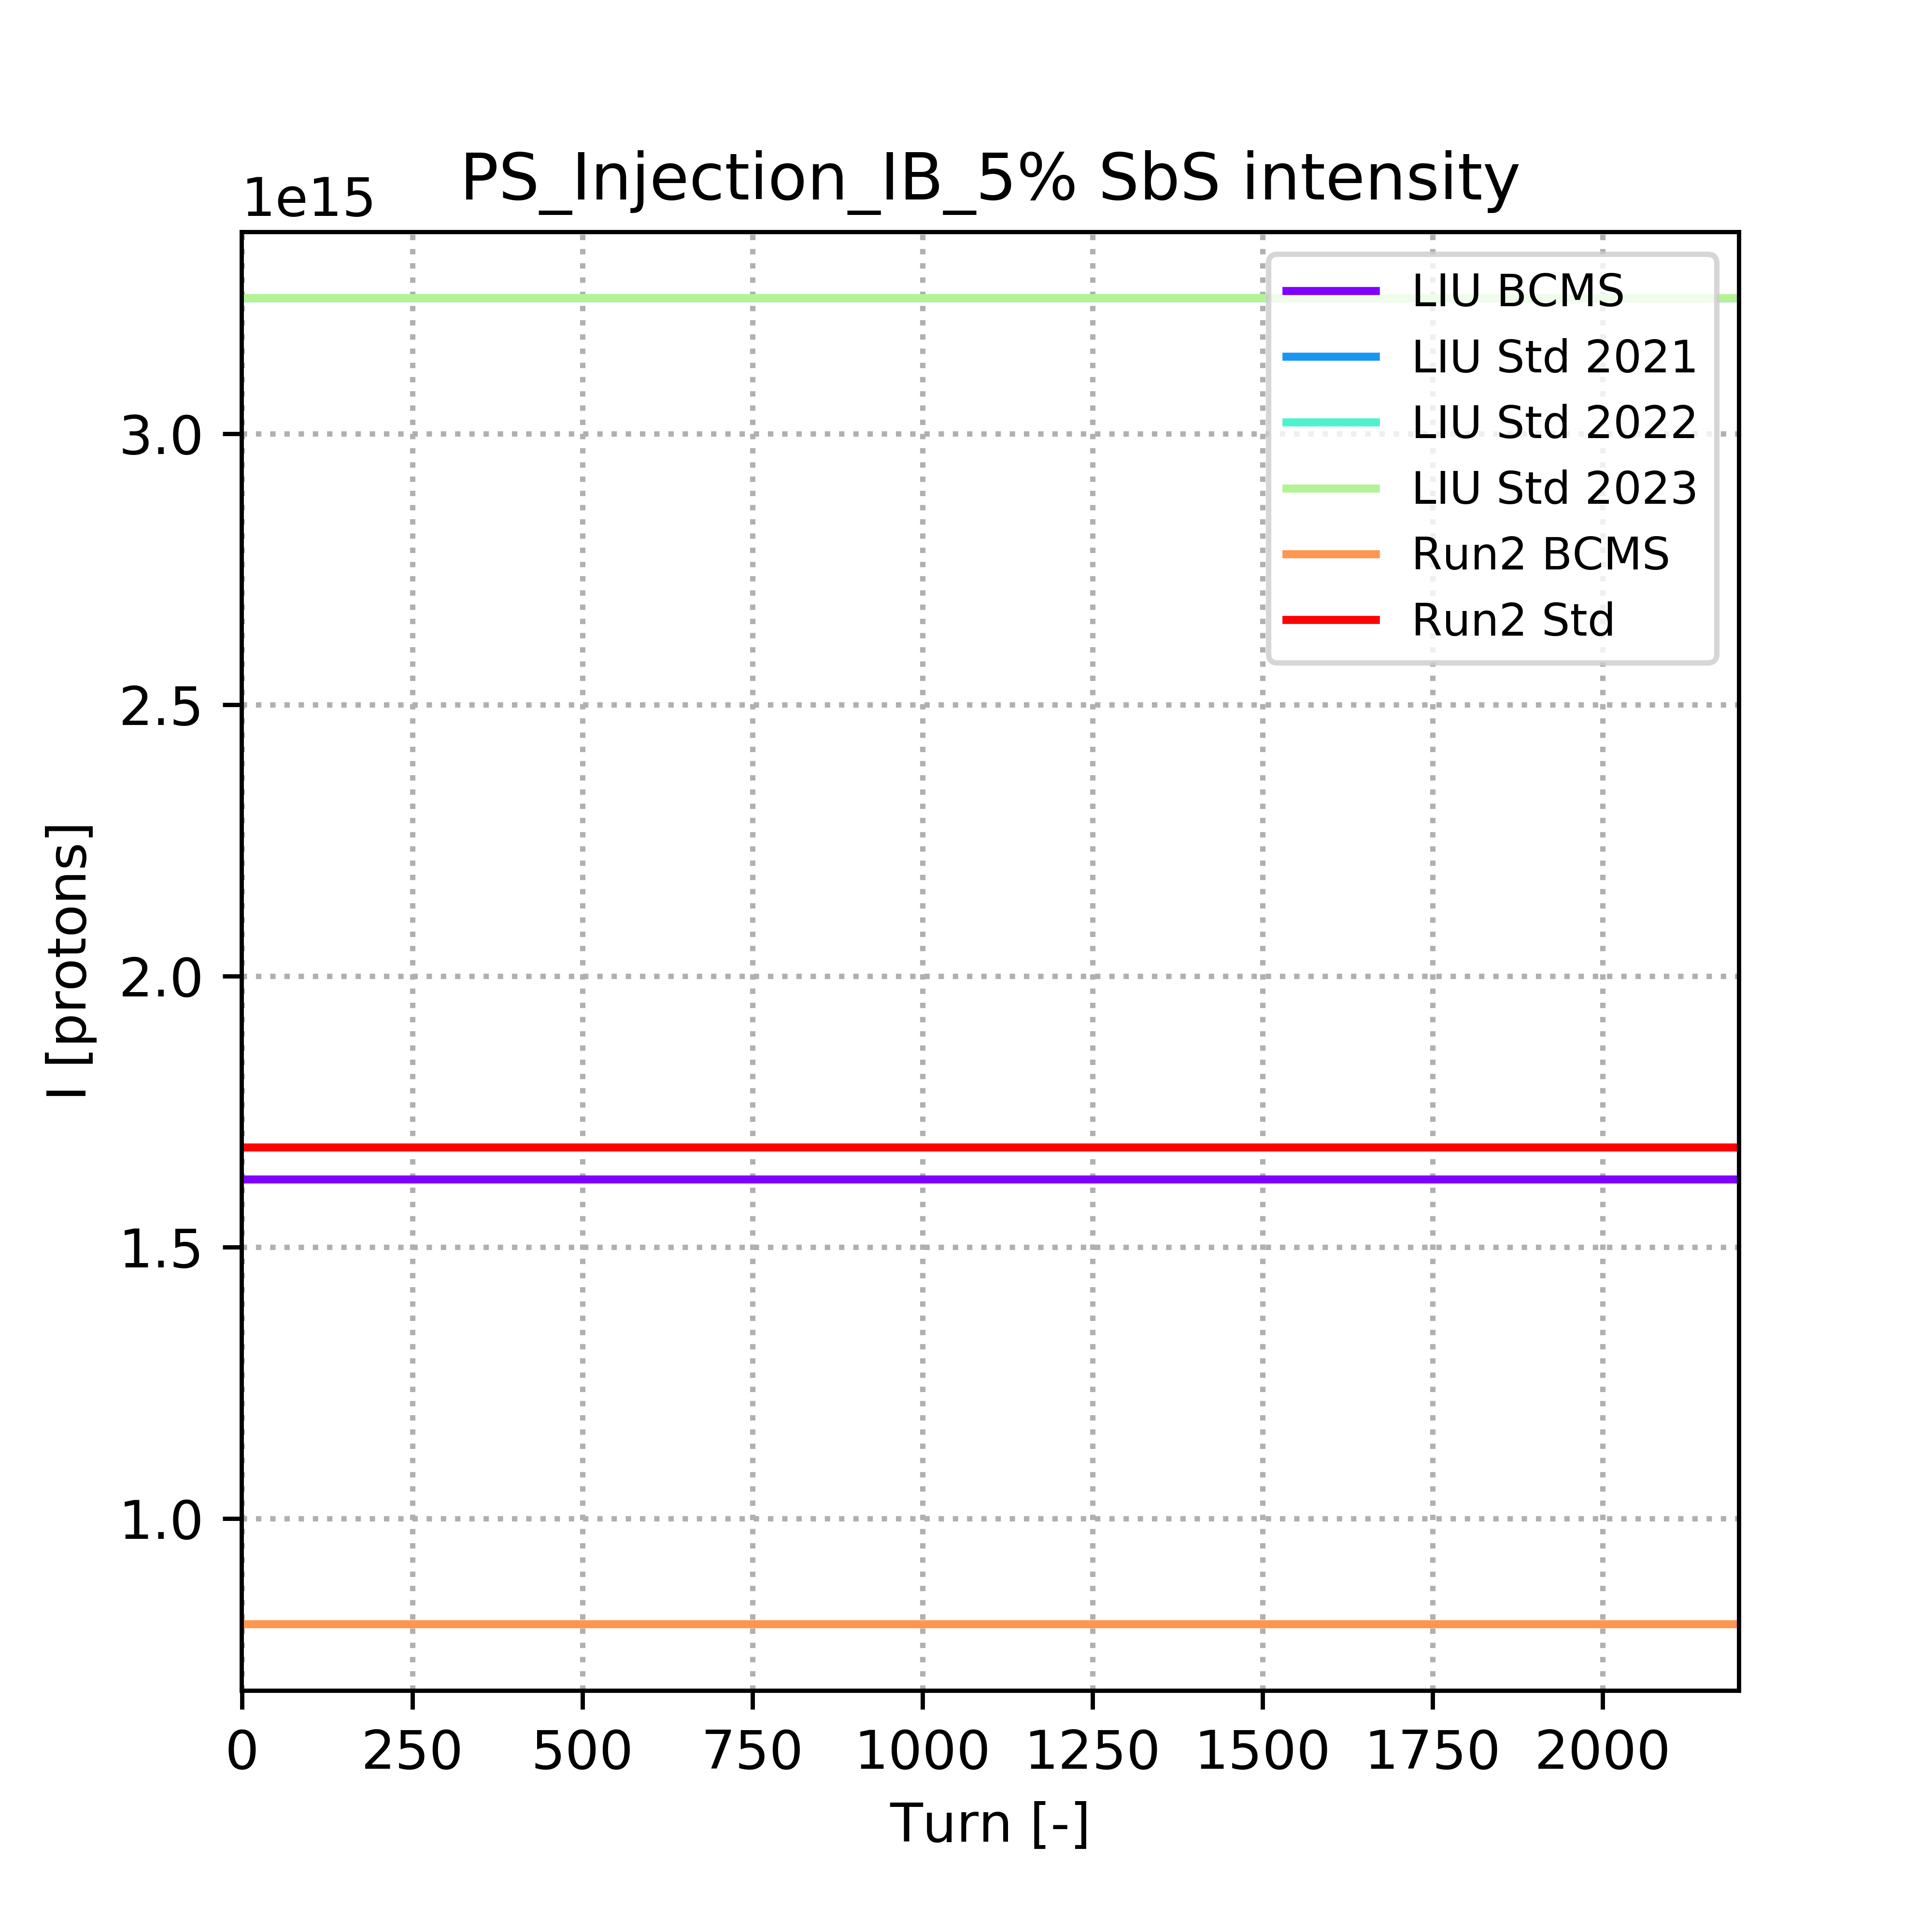 PS_Injection_IB_5% SbS intensity
1e15
LIU BCMS
LIU Std 2021
LIU Std 2022
LIU Std 2023
Run2 BCMS
Run2 Std
3.0
2.5
2.0
1.5
1.0
I [protons]
0 250 500 750 1000 1250 1500 1750 2000
Turn [-]